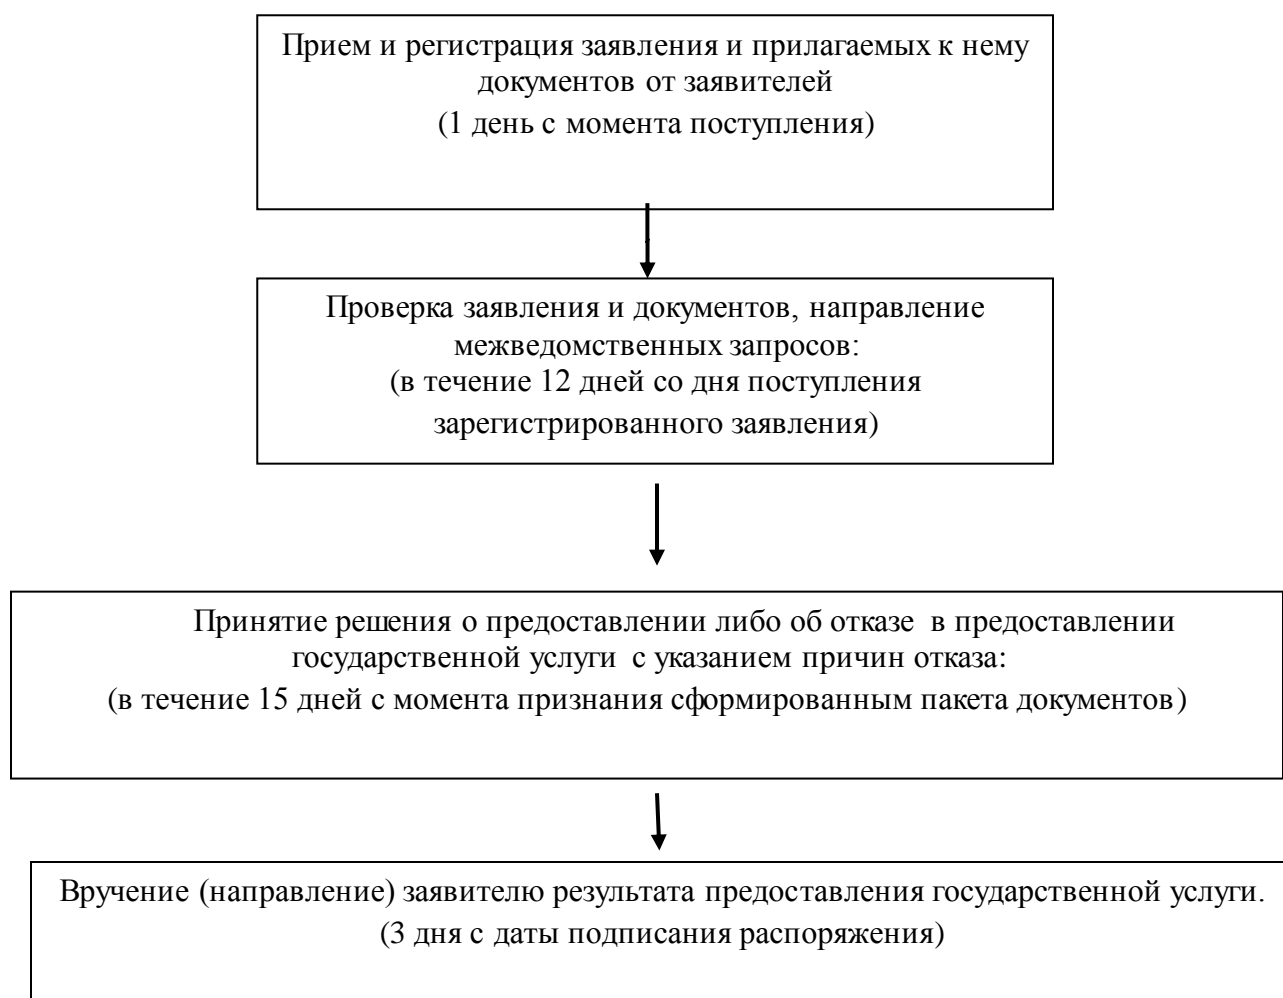 Прием и регистрация заявления и прилагаемых к нему
документов от заявителей
(1 день с момента поступления)
Проверка заявления и документов, направление
межведомственных запросов:
(в течение 12 дней со дня поступления
зарегистрированного заявления)
Принятие решения о предоставлении либо об отказе в предоставлении
государственной услуги с указанием причин отказа:
(в течение 15 дней с момента признания сформированным пакета документов)
Вручение (направление) заявителю результата предоставления государственной услуги.
(3 дня с даты подписания распоряжения)